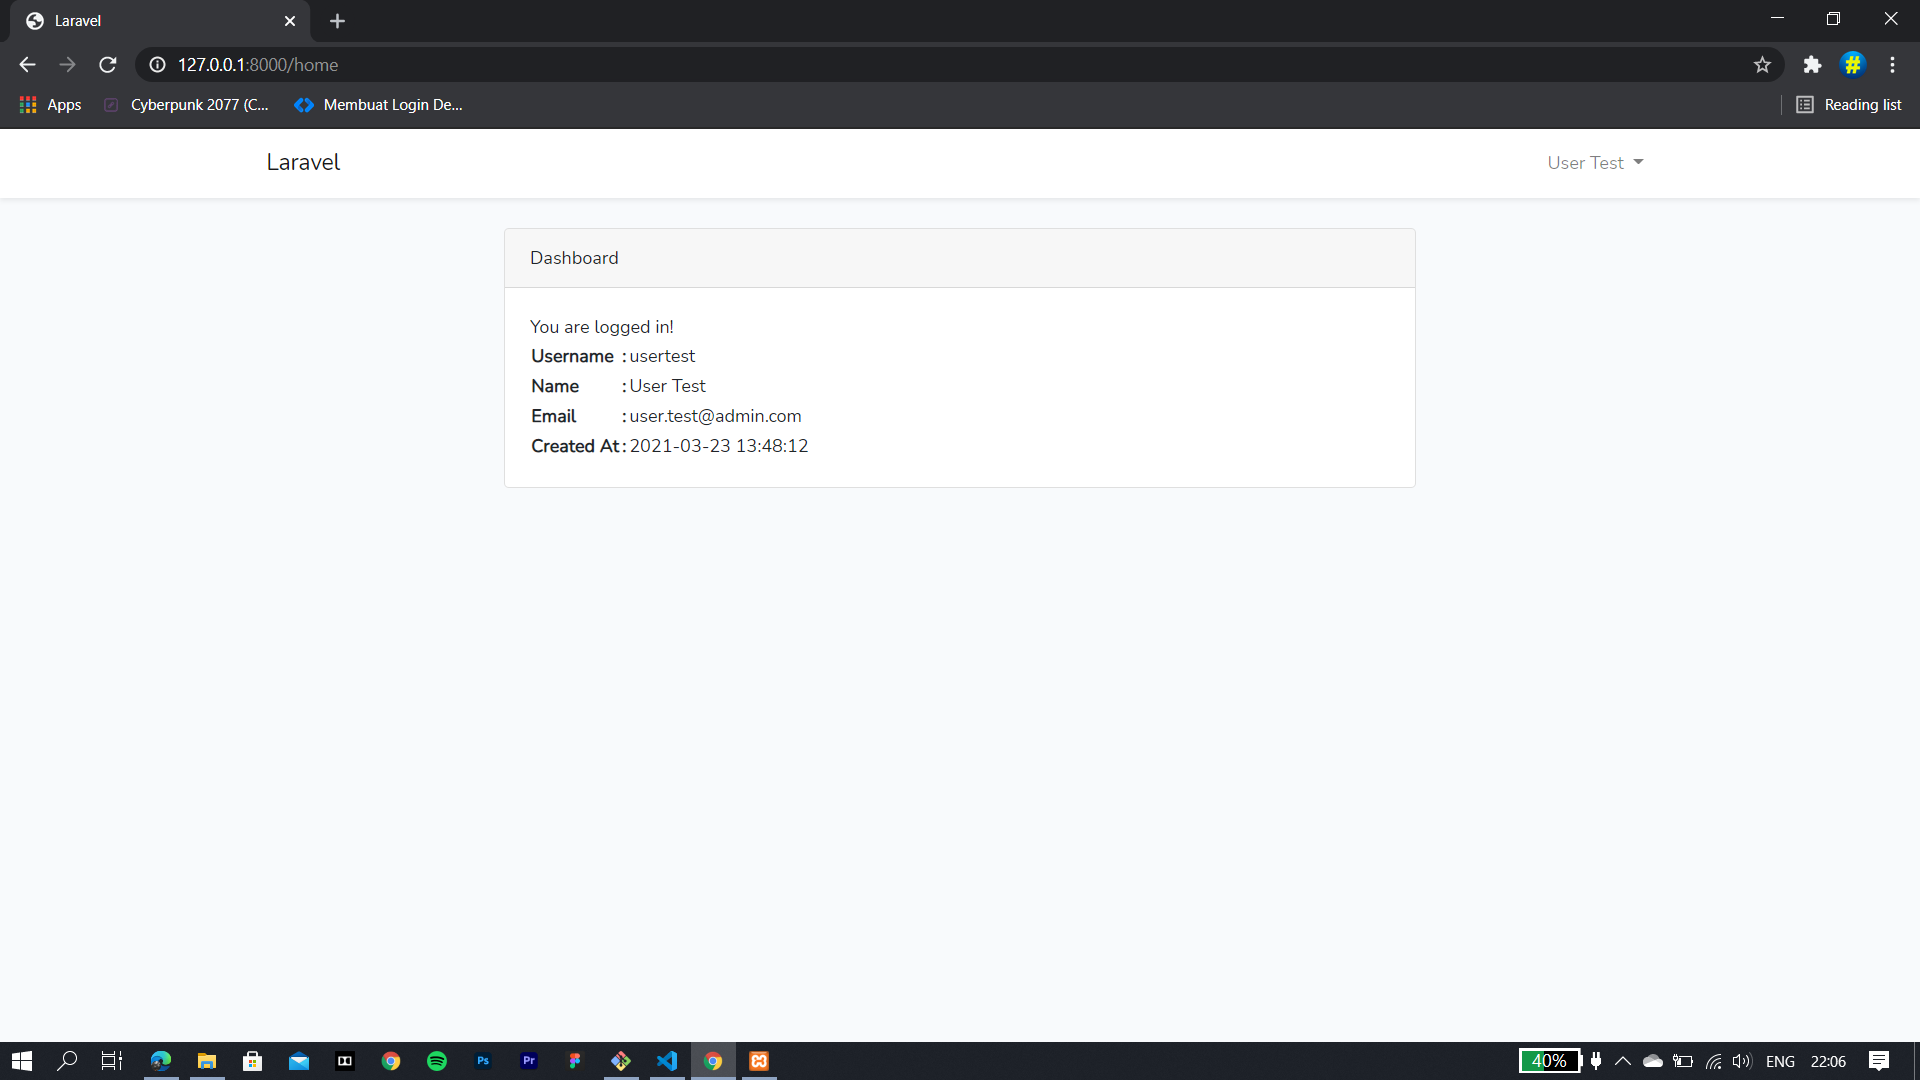 Laravel
127.0.0.1:8000/home
Apps Cyberpunk 2077 (C... Membuat Login De... Reading list
Laravel User Test
Dashboard
You are logged in!
Username : usertest
Name : User Test
Email : user.test@admin.com
Created At : 2021-03-23 13:48:12
Ps Pr 40% ENG 22:06